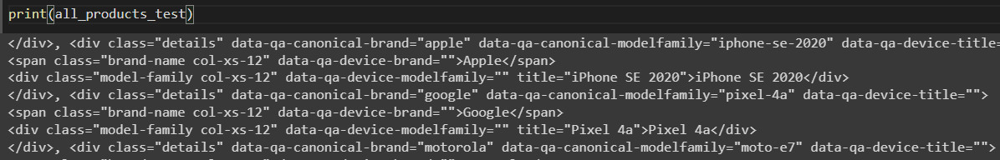 print(all_products_test)
</div>, <div class="details" data-qa-canonical-brand="apple" data-qa-canonical-modelfamily="iphone-se-2020" data-qa-device-title=
<span class="brand-name col-xs-12" data-qa-device-brand="">Apple</span>
<div class="model-family col-xs-12" data-qa-device-modelfamily="" title="iPhone SE 2020">iPhone SE 2020</div>
</div>, <div class="details" data-qa-canonical-brand="google" data-qa-canonical-modelfamily="pixel-4a" data-qa-device-title="">
<span class="brand-name col-xs-12" data-qa-device-brand="">Google</span>
<div class="model-family col-xs-12" data-qa-device-modelfamily="" title="Pixel 4a">Pixel 4a</div>
</div>, <div class="details" data-qa-canonical-brand="motorola" data-qa-canonical-modelfamily="moto-e7" data-qa-device-title="">